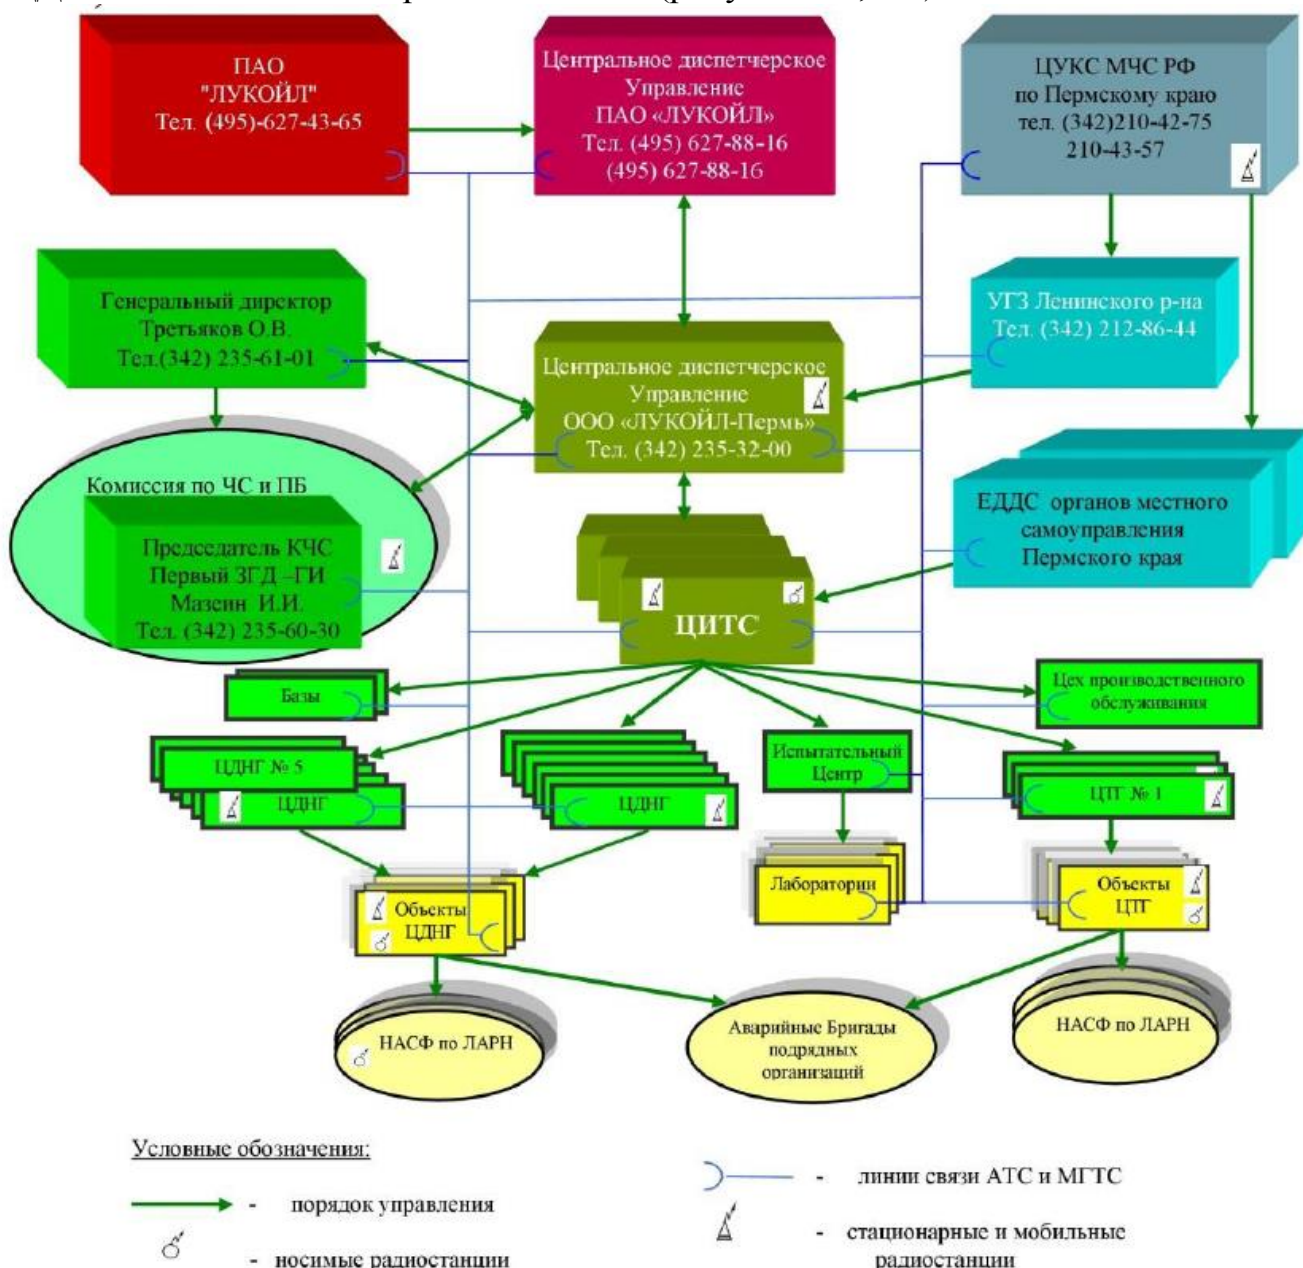 ПАО
"ЛУКОЙЛ"
Тел. (495)-627-43-65
Центральное диспетчерское
Управление
ПАО «ЛУКОЙЛ»
Тел. (495) 627-88-16
(495) 627-88-16
ЦУКС МЧС РФ
по Пермскому краю
тел. (342)210-42-75
210-43-57
Генеральный директор
Третьяков О.В.
Тел.(342) 235-61-01
УГЗ Ленинского р-на
Тел. (342) 212-86-44
Центральное диспетчерское
Управление
ООО «ЛУКОЙЛ-Пермь»
Тел. (342) 235-32-00
Комиссия по ЧС и ПБ
Председатель КЧС
Первый ЗГД –ГИ
Мазеин И.И.
Тел. (342) 235-60-30
ЕДДС органов местного
самоуправления
Пермского края
ЦИТС
Базы
Цех производственного
обслуживания
ЦДНГ № 5
ЦДНГ
ЦДНГ
Испытательный
Центр
ЦТГ № 1
Объекты
ЦДНГ
Лаборатории
Объекты
ЦТГ
НАСФ по ЛАРН
Аварийные Бригады
подрядных
организаций
НАСФ по ЛАРН
Условные обозначения:
- порядок управления
- носимые радиостанции
- линии связи АТС и МГТС
- стационарные и мобильные
радиостанции